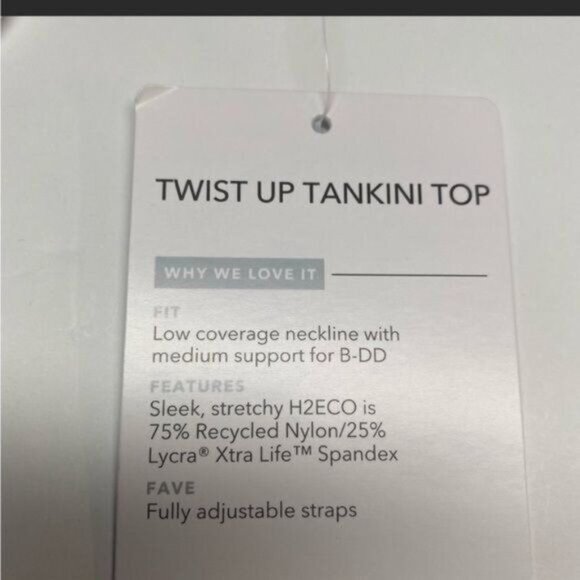 TWIST UP TANKINI TOP
WHY WE LOVE IT
FIT
Low coverage neckline with
medium support for B-DD
FEATURES
Sleek, stretchy H2ECO is
75% Recycled Nylon/25%
Lycra® Xtra Life™ Spandex
FAVE
Fully adjustable straps